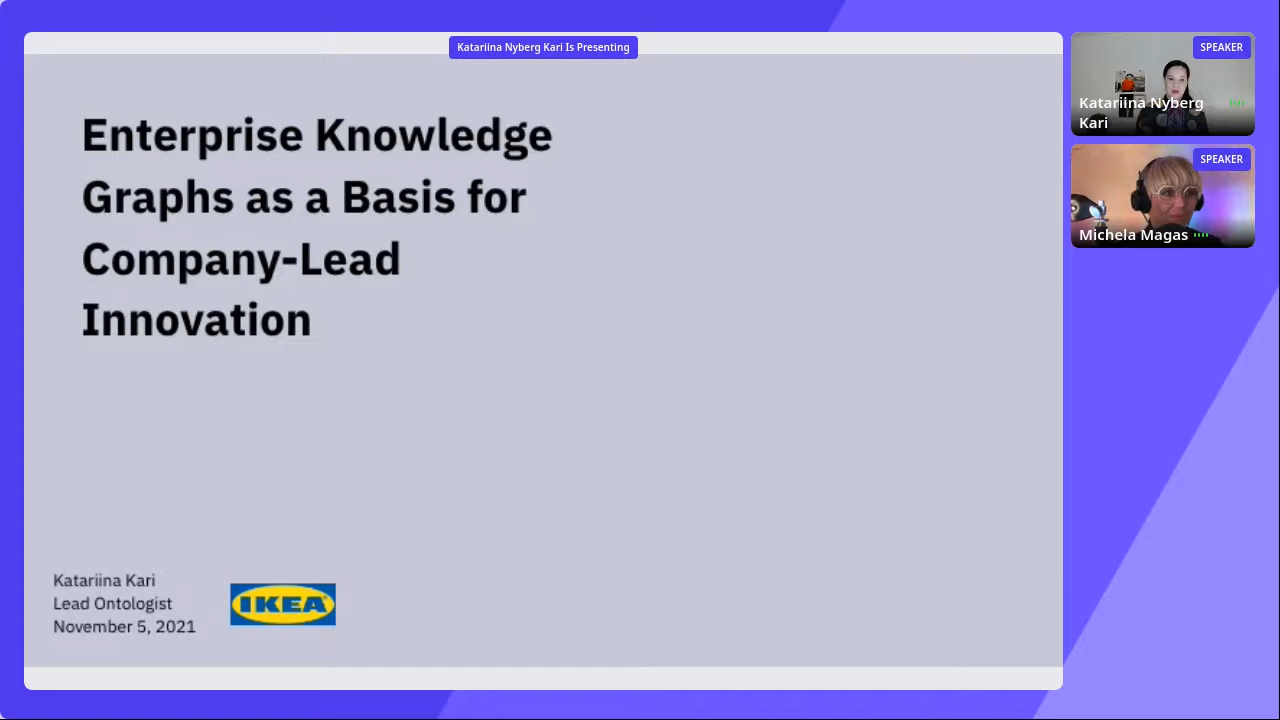 Katariina Nyberg Kari Is Presenting
Enterprise Knowledge
Graphs as a Basis for
Company-Lead
Innovation
Katariina Kari
Lead Ontologist
November 5, 2021
IKEA
SPEAKER
Katariina Nyberg
Kari
SPEAKER
Michela Magas